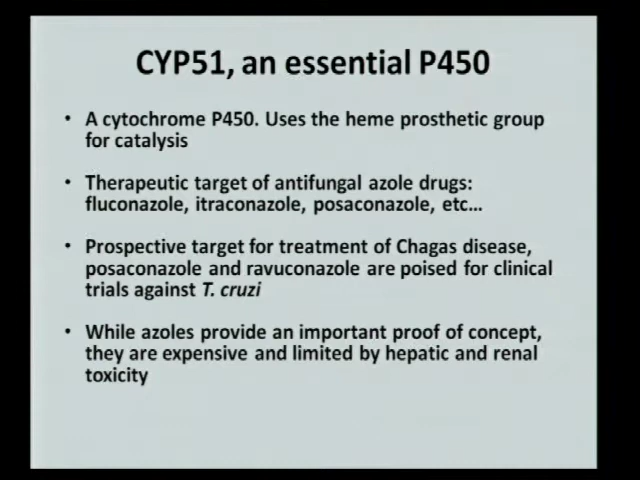 CYP51, an essential P450
• A cytochrome P450. Uses the heme prosthetic group
for catalysis
• Therapeutic target of antifungal azole drugs:
fluconazole, itraconazole, posaconazole, etc...
• Prospective target for treatment of Chagas disease,
posaconazole and ravuconazole are poised for clinical
trials against T. cruzi
• While azoles provide an important proof of concept,
they are expensive and limited by hepatic and renal
toxicity